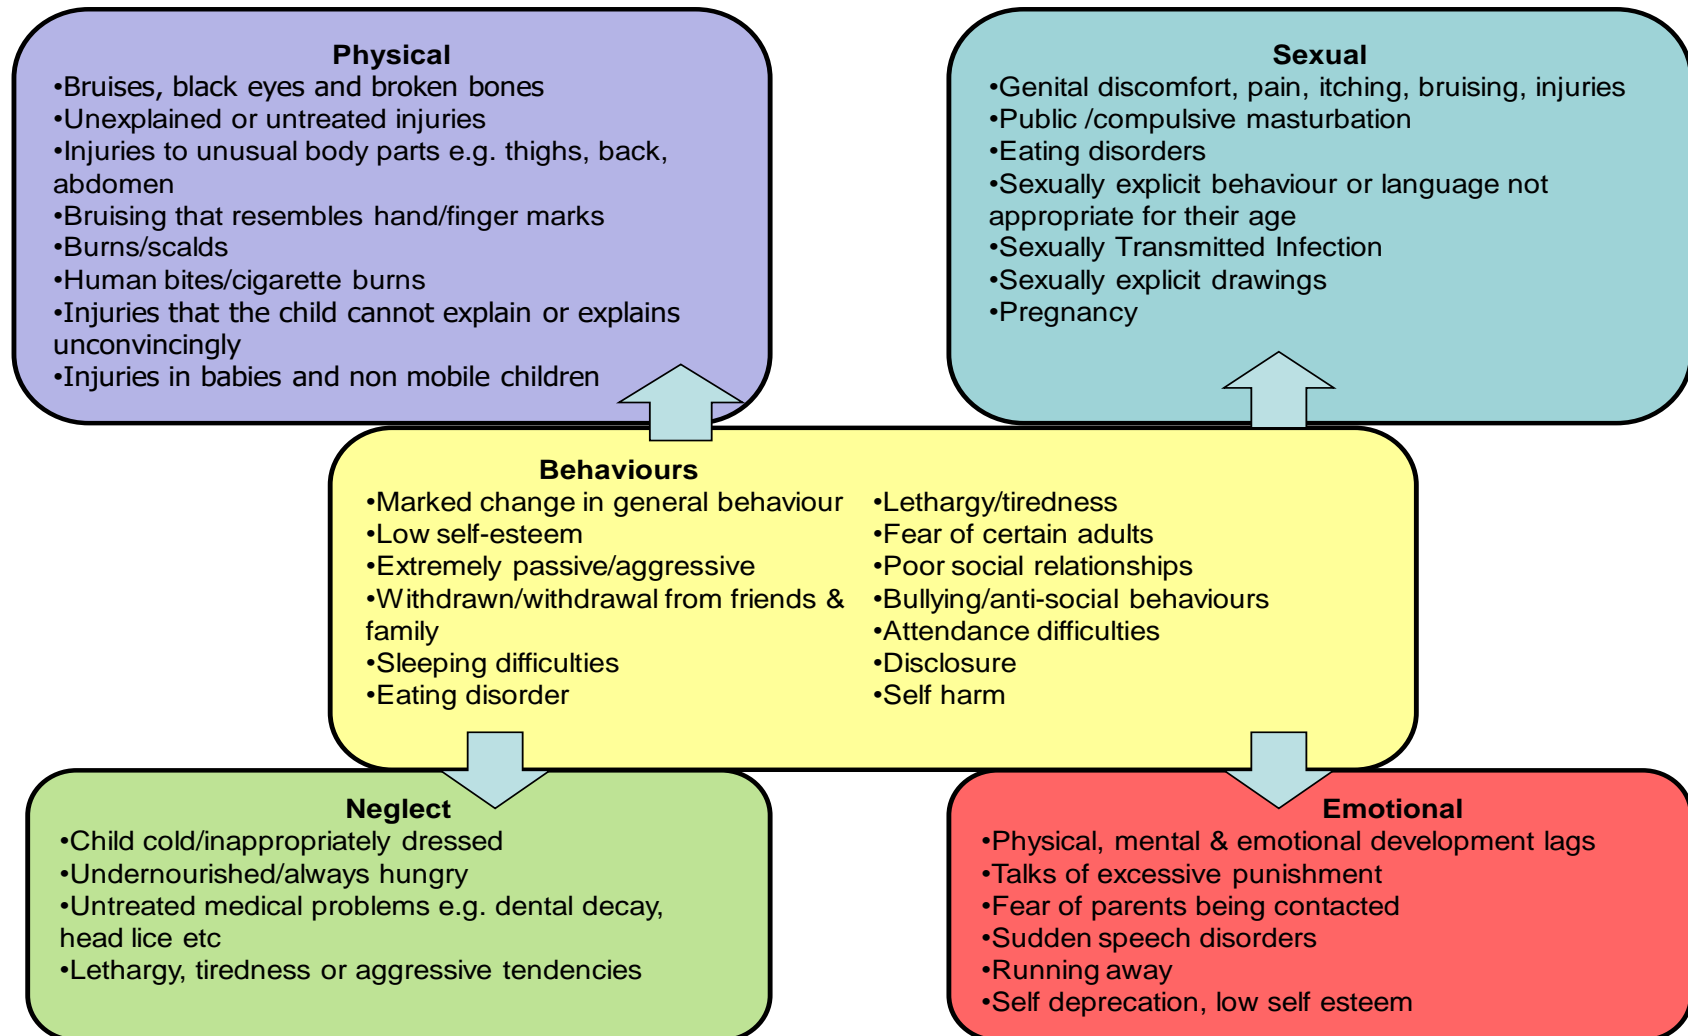 Physical
•Bruises, black eyes and broken bones
•Unexplained or untreated injuries
•Injuries to unusual body parts e.g. thighs, back,
abdomen
•Bruising that resembles hand/finger marks
•Burns/scalds
•Human bites/cigarette burns
•Injuries that the child cannot explain or explains
unconvincingly
•Injuries in babies and non mobile children
Sexual
•Genital discomfort, pain, itching, bruising, injuries
•Public /compulsive masturbation
•Eating disorders
•Sexually explicit behaviour or language not
appropriate for their age
•Sexually Transmitted Infection
•Sexually explicit drawings
•Pregnancy
Behaviours
•Marked change in general behaviour
•Low self-esteem
•Extremely passive/aggressive
•Withdrawn/withdrawal from friends &
family
•Sleeping difficulties
•Eating disorder
•Lethargy/tiredness
•Fear of certain adults
•Poor social relationships
•Bullying/anti-social behaviours
•Attendance difficulties
•Disclosure
•Self harm
Neglect
•Child cold/inappropriately dressed
•Undernourished/always hungry
•Untreated medical problems e.g. dental decay,
head lice etc
•Lethargy, tiredness or aggressive tendencies
Emotional
•Physical, mental & emotional development lags
•Talks of excessive punishment
•Fear of parents being contacted
•Sudden speech disorders
•Running away
•Self deprecation, low self esteem